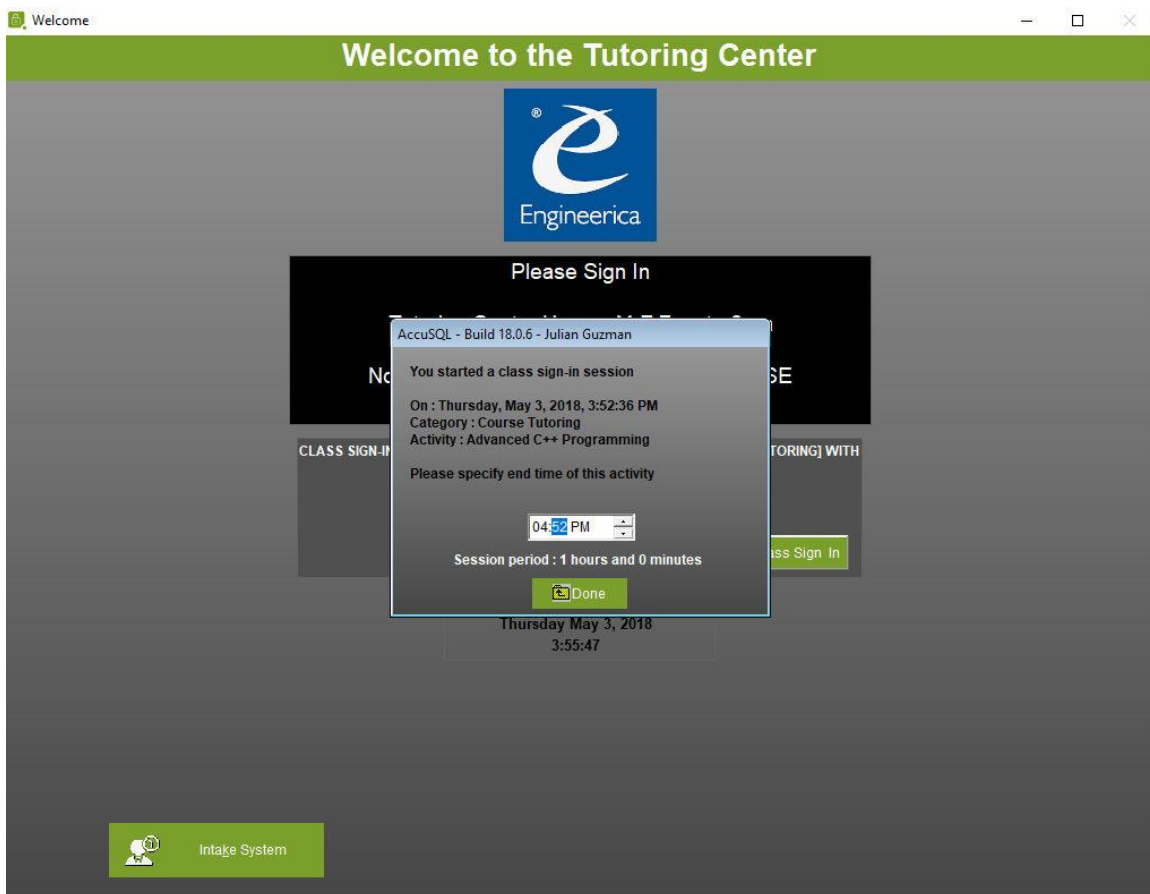 Welcome
Welcome to the Tutoring Center
®
Engineerica
Please Sign In
AccuSQL - Build 18.0.6 - Julian Guzman
You started a class sign-in session
SE
On : Thursday, May 3, 2018, 3:52:36 PM
Category : Course Tutoring
Activity : Advanced C++ Programming
CLASS SIGN-IN
TORING] WITH
Please specify end time of this activity
04:52 PM
Session period : 1 hours and 0 minutes
ass Sign In
Done
Thursday May 3, 2018
3:55:47
Intake System